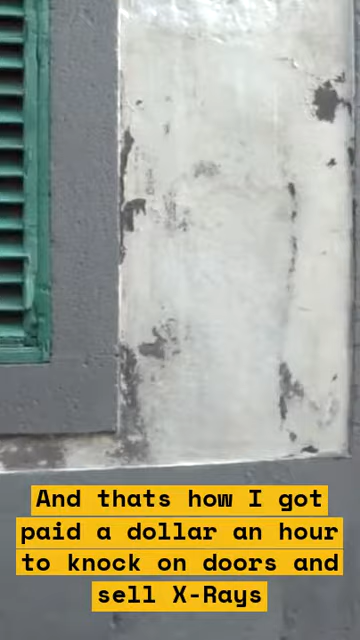 And thats how I got
paid a dollar an hour
to knock on doors and
sell X-Rays